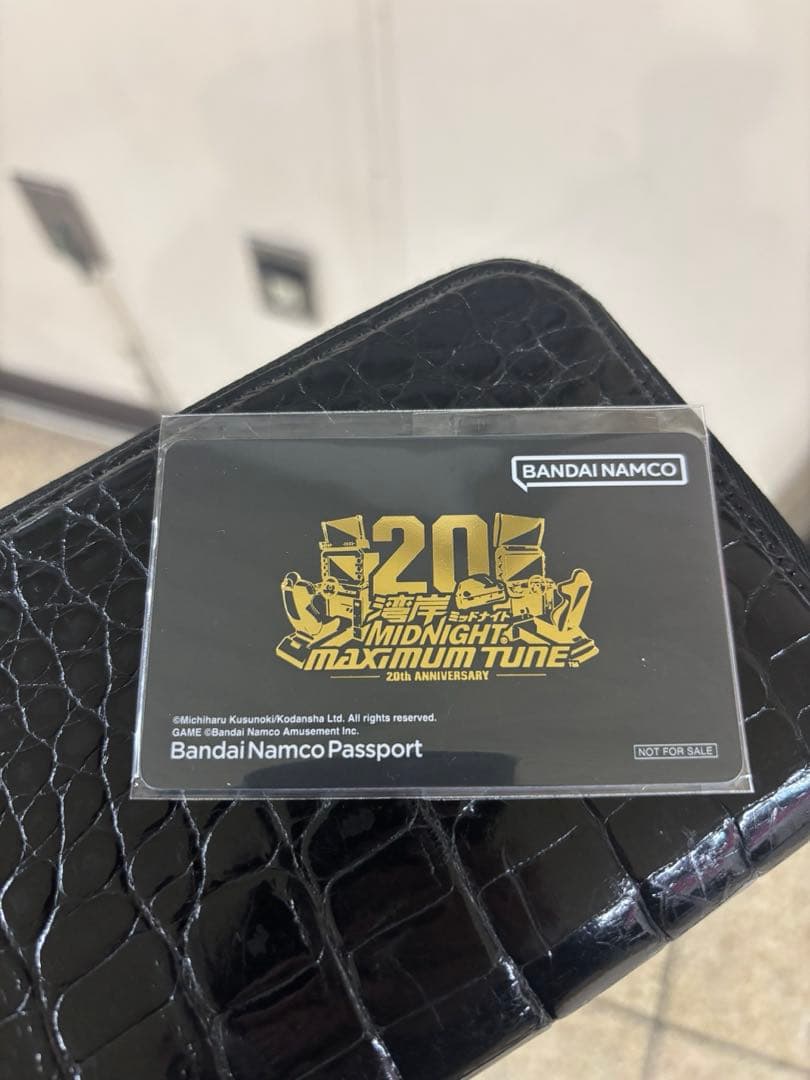 BANDAI NAMCO
20
湾岸 ミッドナイト
MIDNIGHT®
MAXIMUM TUNE™
20th ANNIVERSARY
©Michiharu Kusunoki/Kodansha Ltd. All rights reserved.
GAME ©Bandai Namco Amusement Inc.
Bandai Namco Passport
NOT FOR SALE